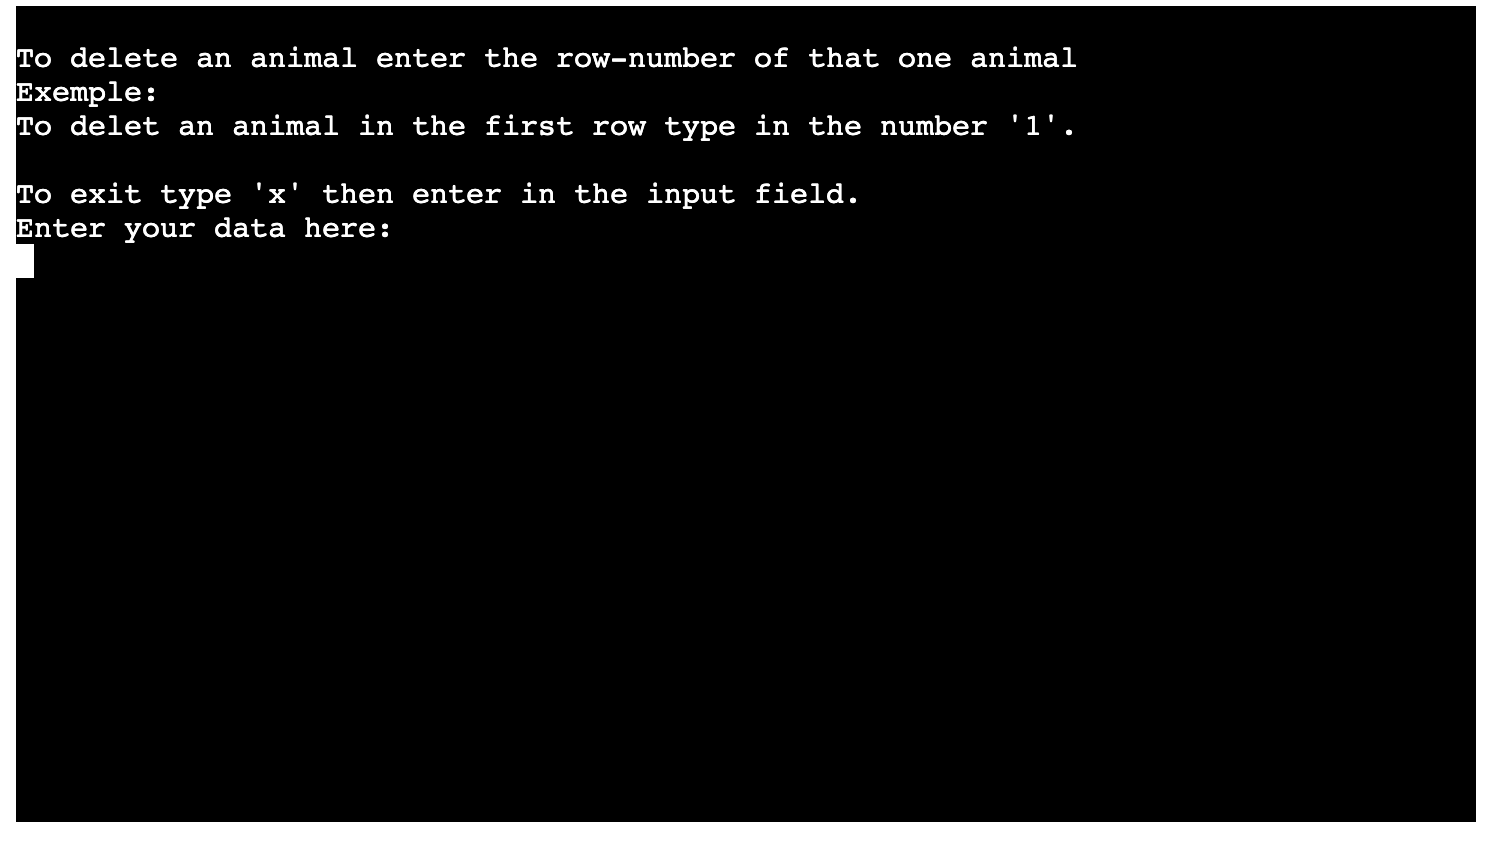 To delete an animal enter the row-number of that one animal
Exemple:
To delet an animal in the first row type in the number '1'.
To exit type 'x' then enter in the input field.
Enter your data here: